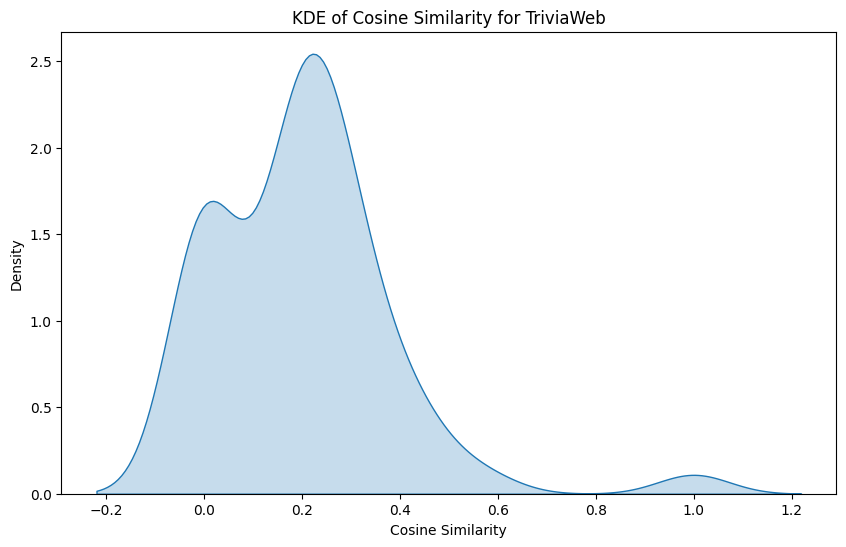 KDE of Cosine Similarity for TriviaWeb
2.5
2.0
1.5
1.0
0.5
0.0
Density
−0.2 0.0 0.2 0.4 0.6 0.8 1.0 1.2
Cosine Similarity